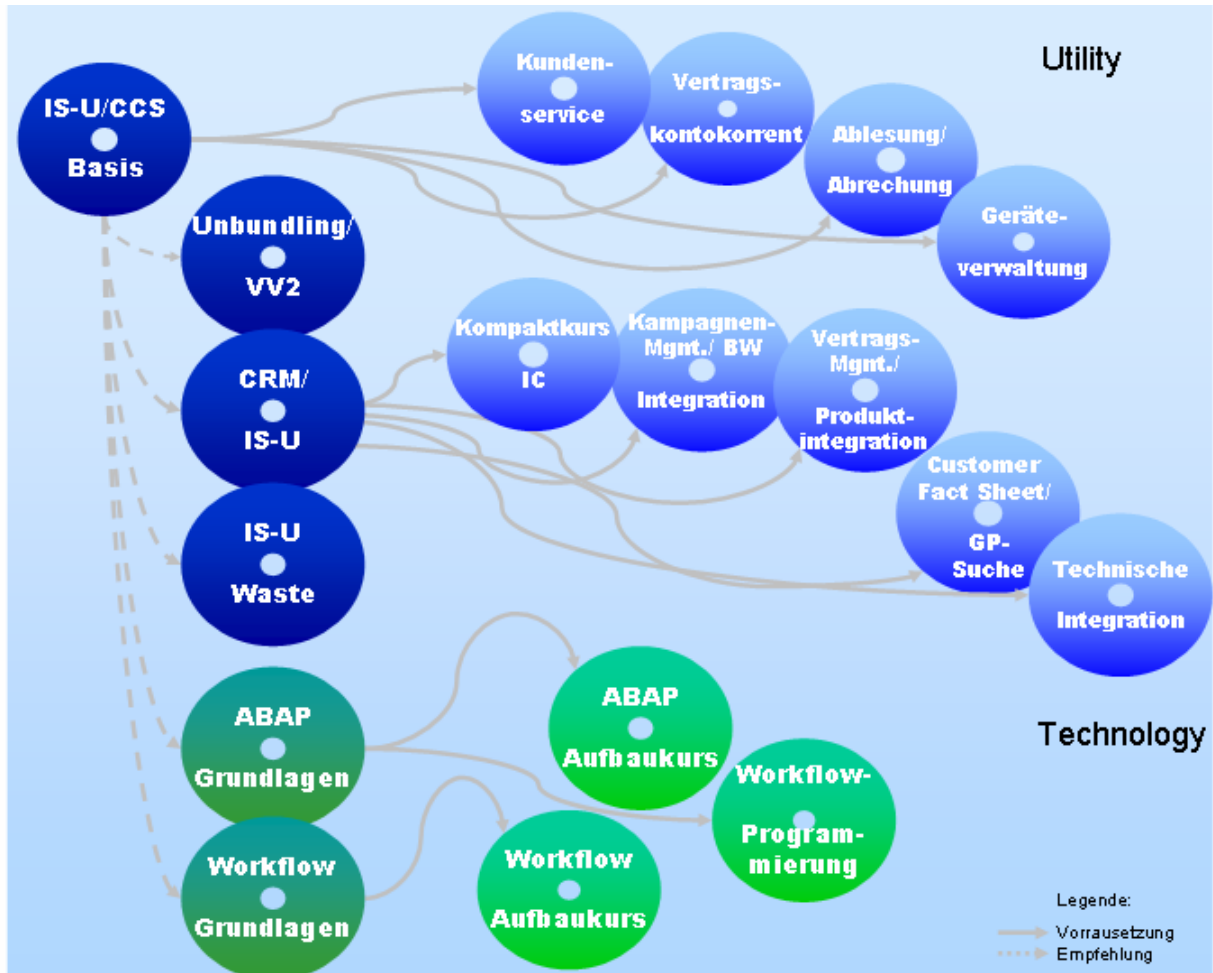 Utility
IS-U/CCS
Basis
Kunden-
service
Vertrags-
kontokorrent
Ablesung/
Abrechung
Geräte-
verwaltung
Unbundling/
VV2
CRM/
IS-U
Kompaktkurs
IC
Kampagnen-
Mgnt./ BW
Integration
Vertrags-
Mgnt./
Produkt-
integration
Customer
Fact Sheet/
GP-
Suche
Technische
Integration
IS-U
Waste
Technology
ABAP
Grundlagen
ABAP
Aufbaukurs
Workflow-
Program-
mierung
Workflow
Grundlagen
Workflow
Aufbaukurs
Legende:
Vorrausetzung
Empfehlung